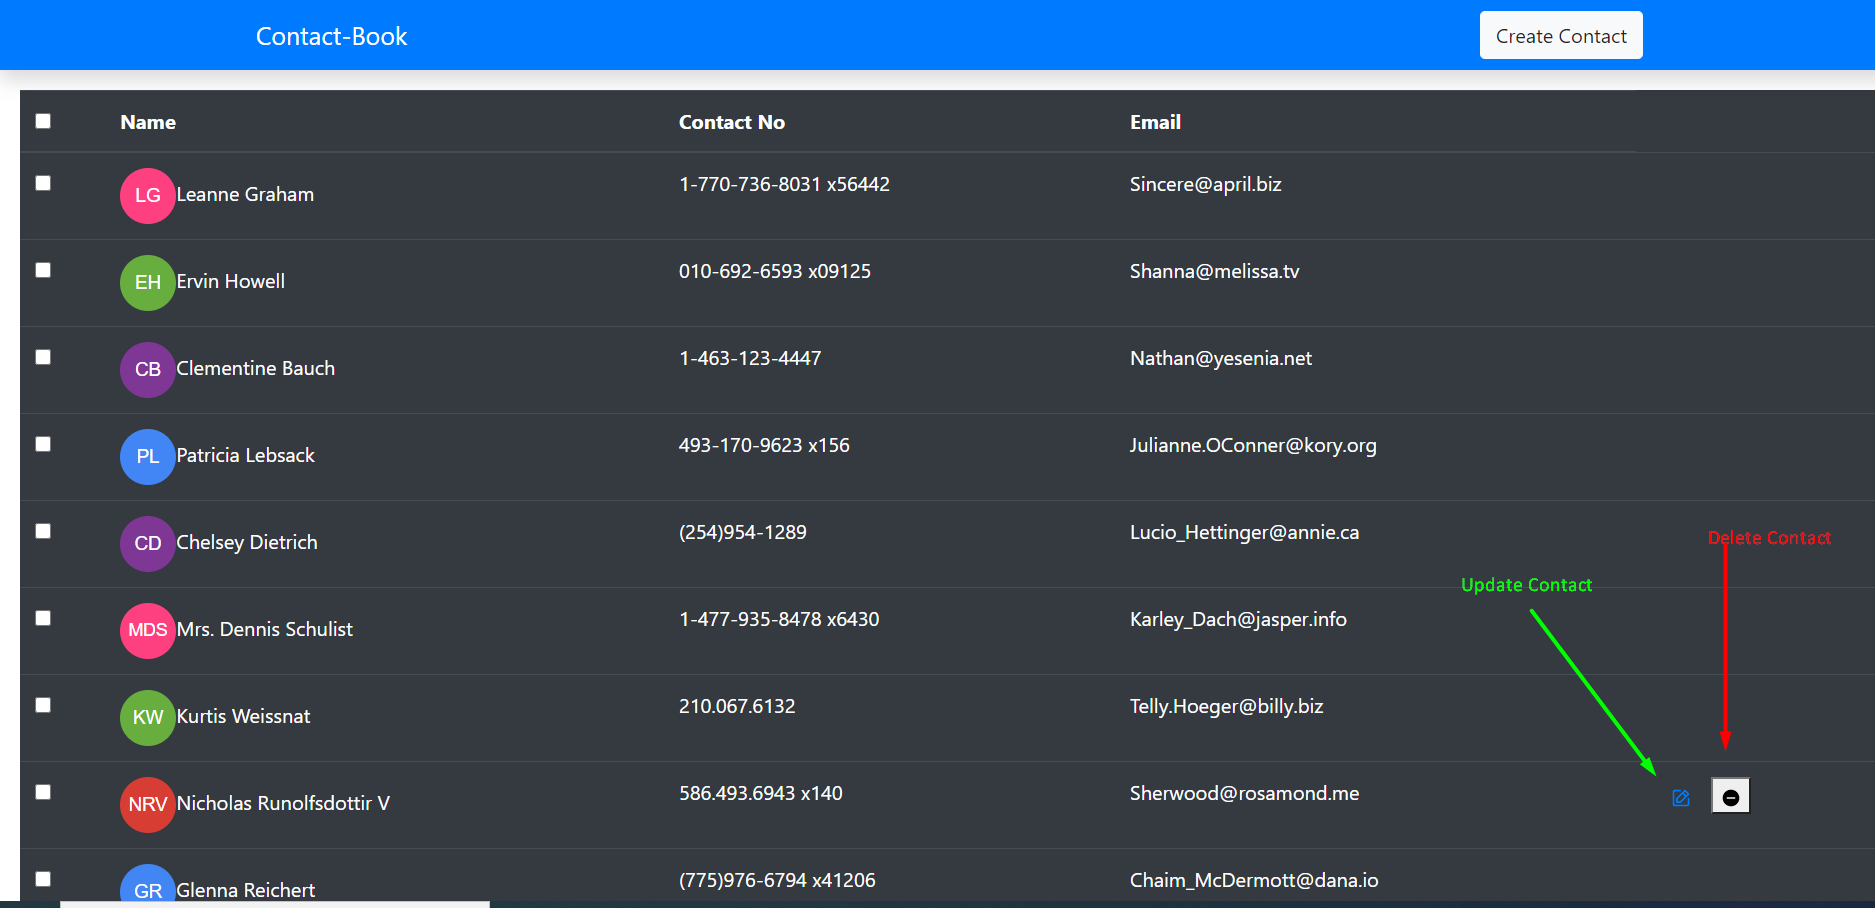 Contact-Book Create Contact
Name Contact No Email
LG Leanne Graham 1-770-736-8031 x56442 Sincere@april.biz
EH Ervin Howell 010-692-6593 x09125 Shanna@melissa.tv
CB Clementine Bauch 1-463-123-4447 Nathan@yesenia.net
PL Patricia Lebsack 493-170-9623 x156 Julianne.OConner@kory.org
CD Chelsey Dietrich (254)954-1289 Lucio_Hettinger@annie.ca
Delete Contact
Update Contact
MDS Mrs. Dennis Schulist 1-477-935-8478 x6430 Karley_Dach@jasper.info
KW Kurtis Weissnat 210.067.6132 Telly.Hoeger@billy.biz
NRV Nicholas Runolfsdottir V 586.493.6943 x140 Sherwood@rosamond.me
GR Glenna Reichert (775)976-6794 x41206 Chaim_McDermott@dana.io